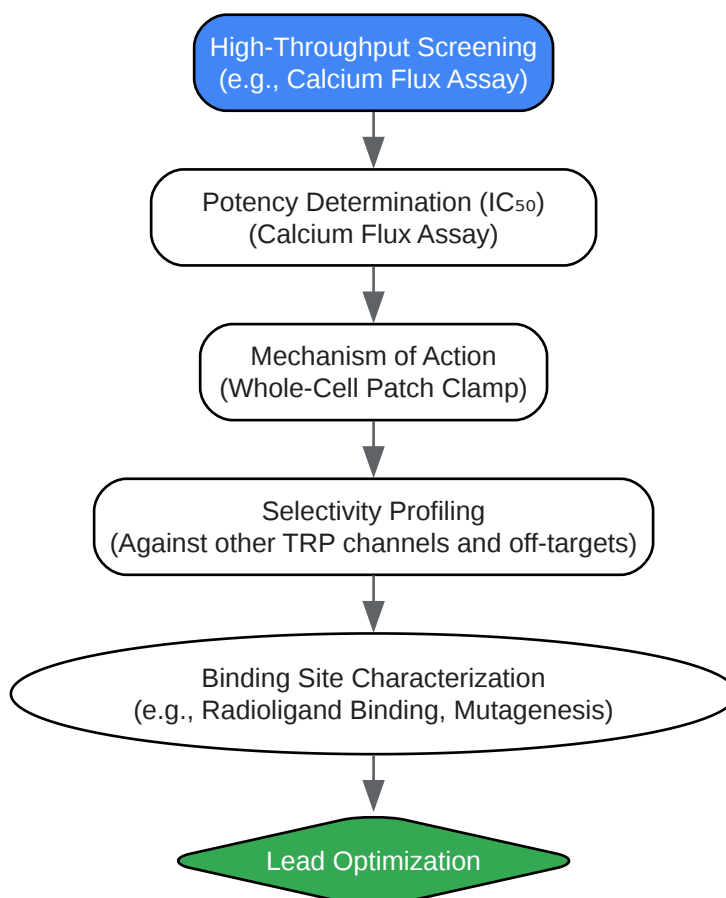 High-Throughput Screening
(e.g., Calcium Flux Assay)
Potency Determination (IC₅₀)
(Calcium Flux Assay)
Mechanism of Action
(Whole-Cell Patch Clamp)
Selectivity Profiling
(Against other TRP channels and off-targets)
Binding Site Characterization
(e.g., Radioligand Binding, Mutagenesis)
Lead Optimization